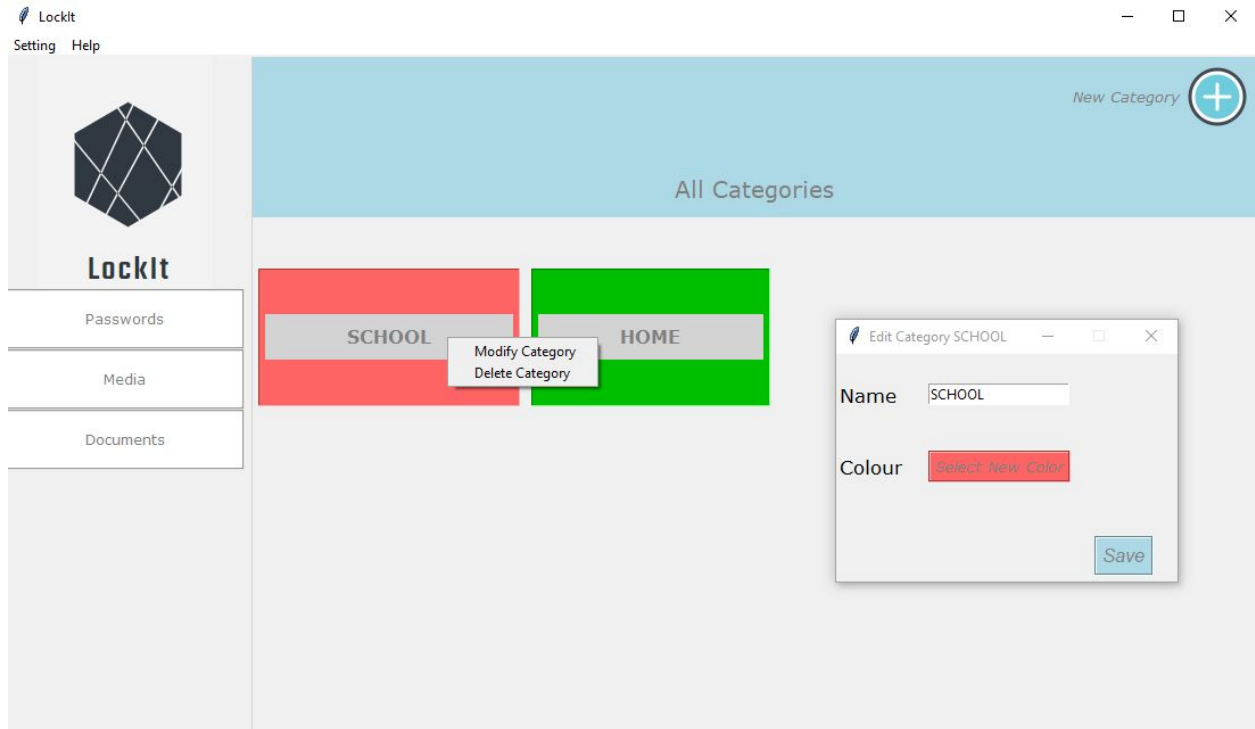 LockIt
Setting Help
New Category
All Categories
LockIt
Passwords
Media
Documents
SCHOOL
HOME
Modify Category
Delete Category
Edit Category SCHOOL
Name SCHOOL
Colour Select New Color
Save